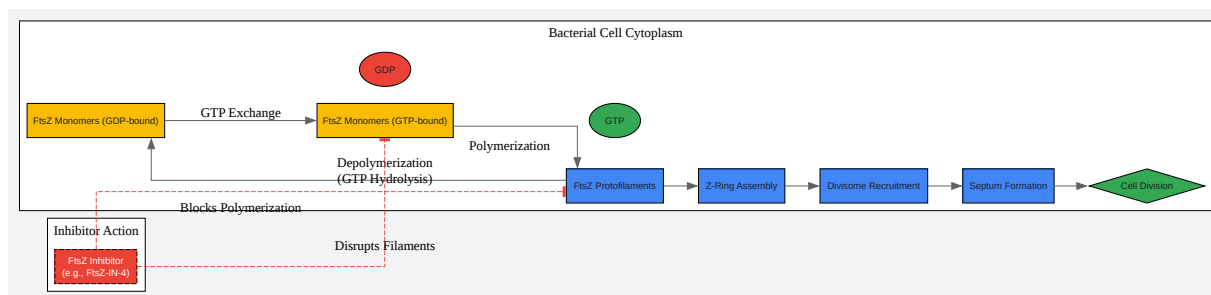 Bacterial Cell Cytoplasm
GDP
FtsZ Monomers (GDP-bound)
GTP Exchange
FtsZ Monomers (GTP-bound)
GTP
Polymerization
Depolymerization
(GTP Hydrolysis)
FtsZ Protofilaments
Z-Ring Assembly
Divisome Recruitment
Septum Formation
Cell Division
Blocks Polymerization
Inhibitor Action
Disrupts Filaments
FtsZ Inhibitor
(e.g., FtsZ-IN-4)